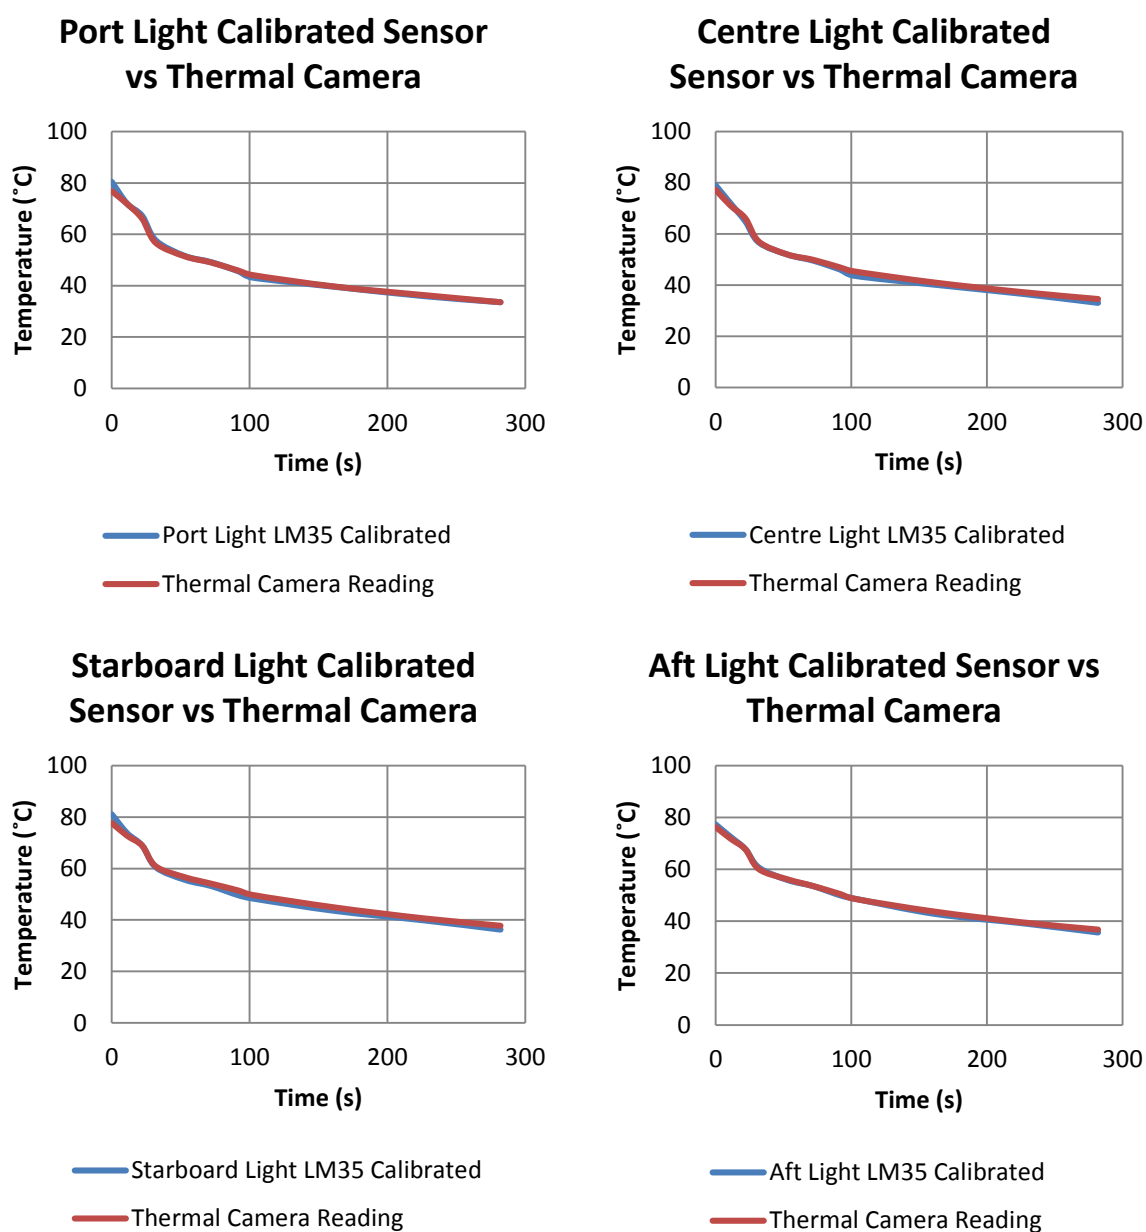 Port Light Calibrated Sensor
vs Thermal Camera
100
80
60
40
20
0
Temperature (˚C)
0 100 200 300
Time (s)
Port Light LM35 Calibrated
Thermal Camera Reading
Centre Light Calibrated
Sensor vs Thermal Camera
100
80
60
40
20
0
Temperature (˚C)
0 100 200 300
Time (s)
Centre Light LM35 Calibrated
Thermal Camera Reading
Starboard Light Calibrated
Sensor vs Thermal Camera
100
80
60
40
20
0
Temperature (˚C)
0 100 200 300
Time (s)
Starboard Light LM35 Calibrated
Thermal Camera Reading
Aft Light Calibrated Sensor vs
Thermal Camera
100
80
60
40
20
0
Temperature (˚C)
0 100 200 300
Time (s)
Aft Light LM35 Calibrated
Thermal Camera Reading